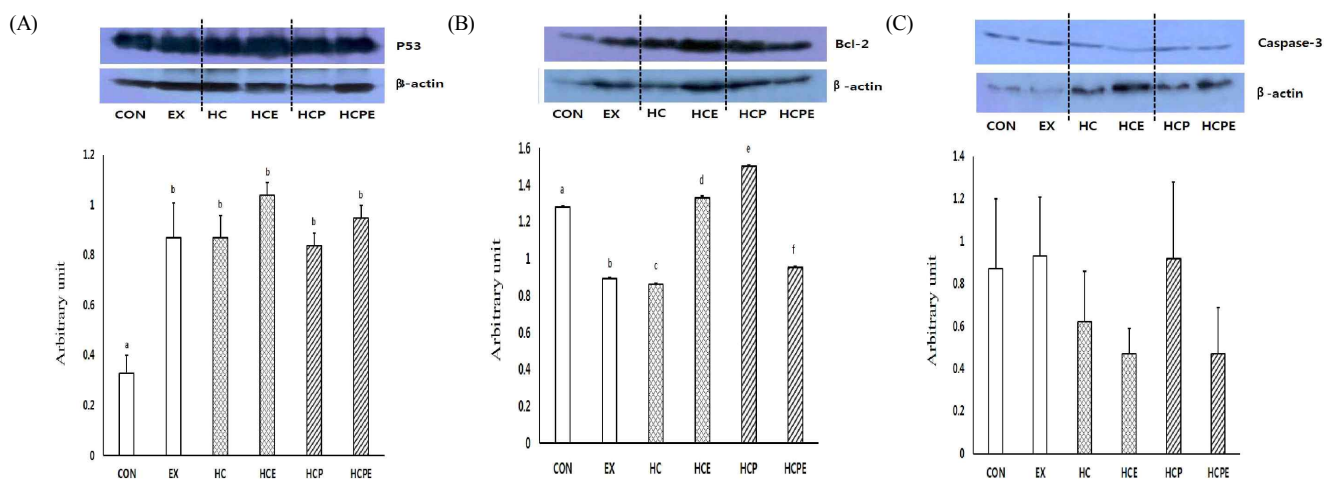 (A)
P53
β-actin
CON EX HC HCE HCP HCPE
1.2
1
0.8
0.6
0.4
0.2
0
Arbitrary unit
a
b
b
b
b
b
CON EX HC HCE HCP HCPE
(B)
Bcl-2
β-actin
CON EX HC HCE HCP HCPE
1.6
1.4
1.2
1
0.8
0.6
0.4
0.2
0
Arbitrary unit
a
b
c
d
e
f
CON EX HC HCE HCP HCPE
(C)
Caspase-3
β-actin
CON EX HC HCE HCP HCPE
1.4
1.2
1
0.8
0.6
0.4
0.2
0
Arbitrary unit
CON EX HC HCE HCP HCPE